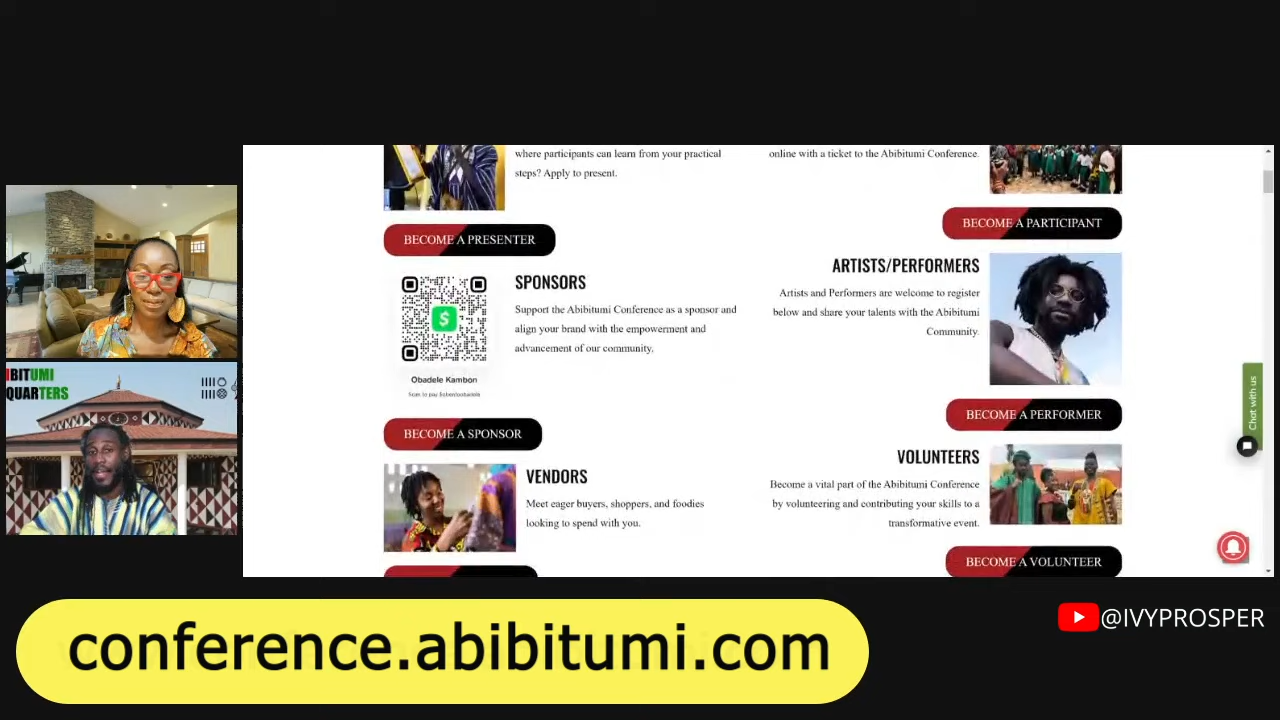 where participants can learn from your practical
steps? Apply to present.
BECOME A PRESENTER
online with a ticket to the Abibitumi Conference.
BECOME A PARTICIPANT
SPONSORS
Support the Abibitumi Conference as a sponsor and
align your brand with the empowerment and
advancement of our community.
Obadele Kambon
BECOME A SPONSOR
ARTISTS/PERFORMERS
Artists and Performers are welcome to register
below and share your talents with the Abibitumi
Community.
BECOME A PERFORMER
VENDORS
Meet eager buyers, shoppers, and foodies
looking to spend with you.
VOLUNTEERS
Become a vital part of the Abibitumi Conference
by volunteering and contributing your skills to a
transformative event.
BECOME A VOLUNTEER
Chat with us
IBITUMI
QUARTERS
conference.abibitumi.com
@IVYPROSPER